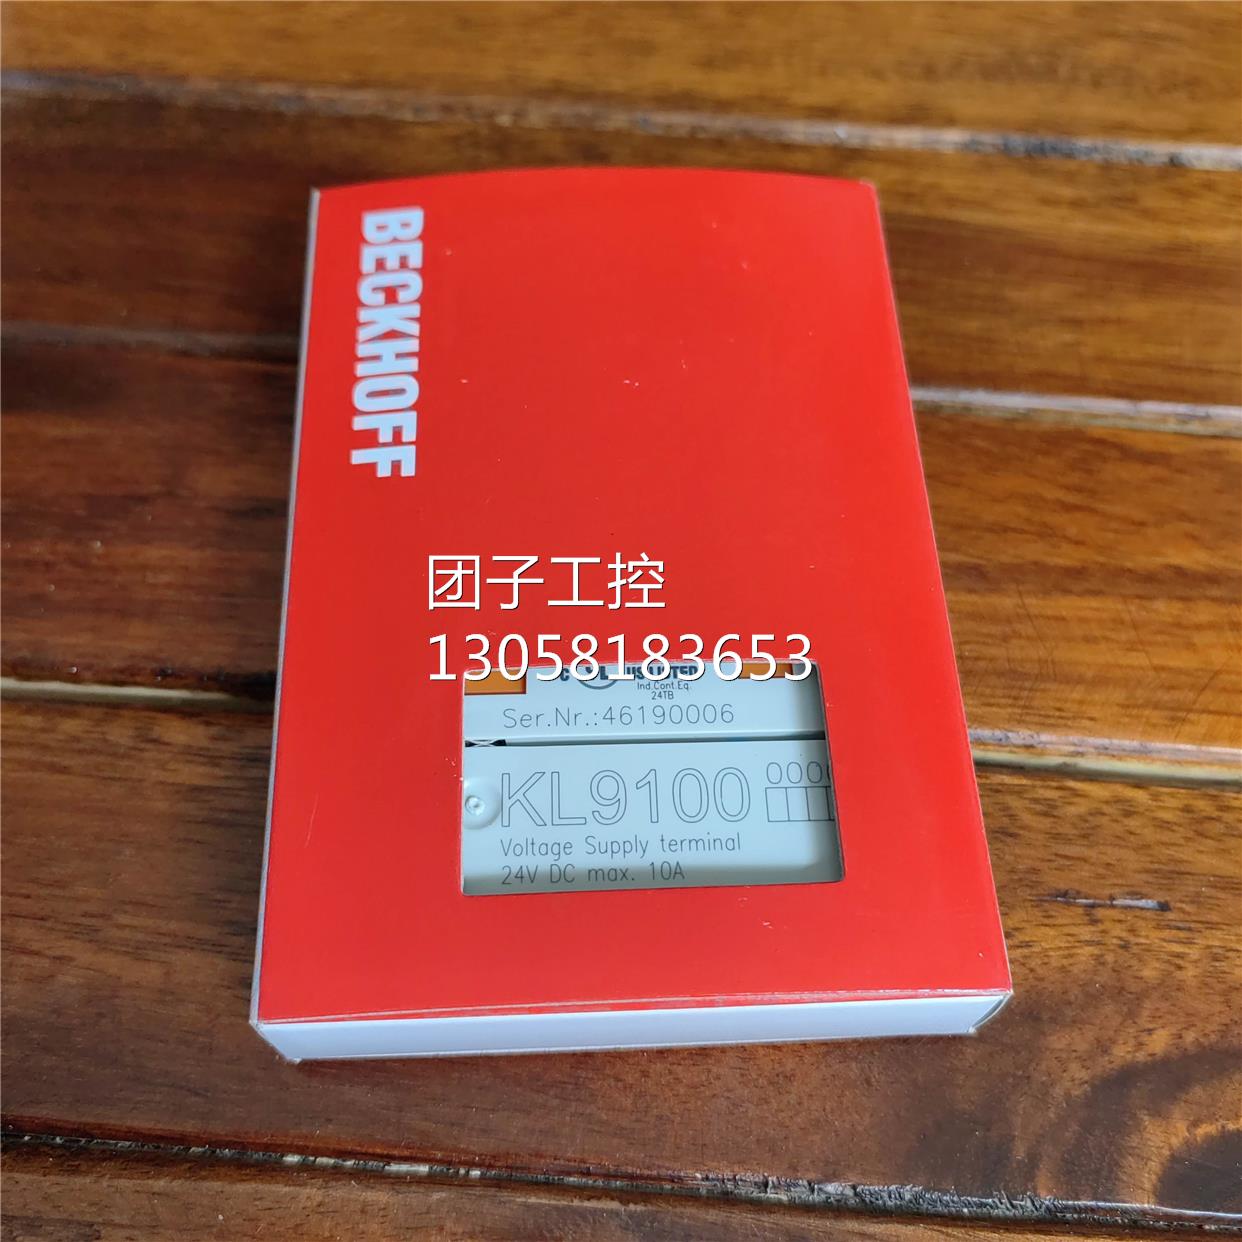 BECKHOFF
团子工控
13058183653
Ind.Cont.Eq.
24TB
Ser.Nr.:46190006
KL9100
Voltage Supply terminal
24V DC max. 10A